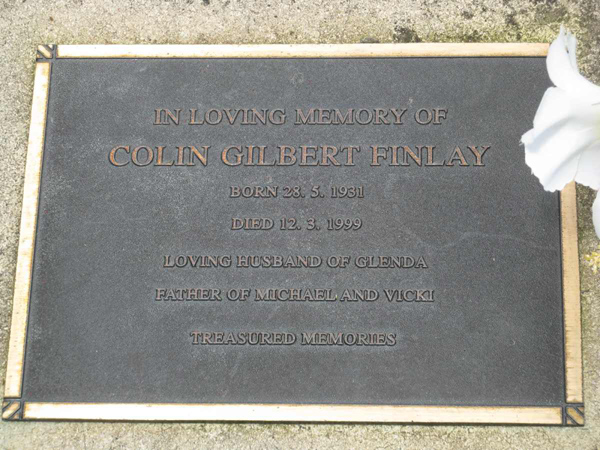 IN LOVING MEMORY OF
COLIN GILBERT FINLAY
BORN 28. 5. 1931
DIED 12. 3. 1999
LOVING HUSBAND OF GLENDA
FATHER OF MICHAEL AND VICKI
TREASURED MEMORIES